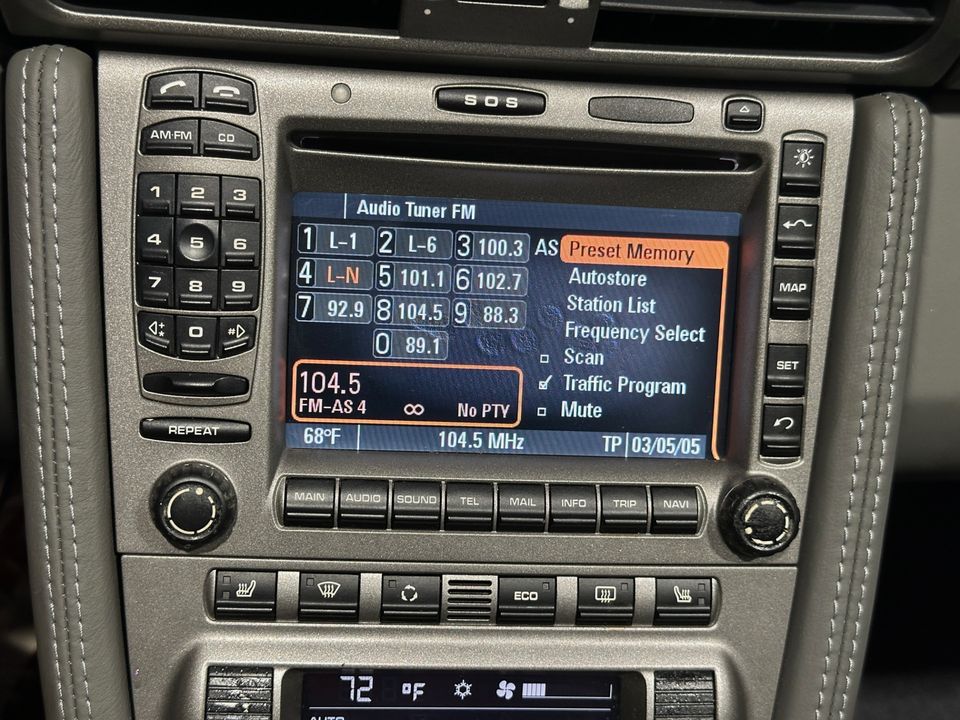 SOS
AM·FM CD
1 2 3
4 5 6
7 8 9
0 #
REPEAT
Audio Tuner FM
1 L-1 2 L-6 3 100.3 AS
4 L-N 5 101.1 6 102.7
7 92.9 8 104.5 9 88.3
0 89.1
Preset Memory
Autostore
Station List
Frequency Select
Scan
Traffic Program
Mute
104.5
FM-AS 4 ∞ No PTY
68°F 104.5 MHz TP 03/05/05
MAP
SET
MAIN AUDIO SOUND TEL MAIL INFO TRIP NAVI
ECO
72 °F
AUTO